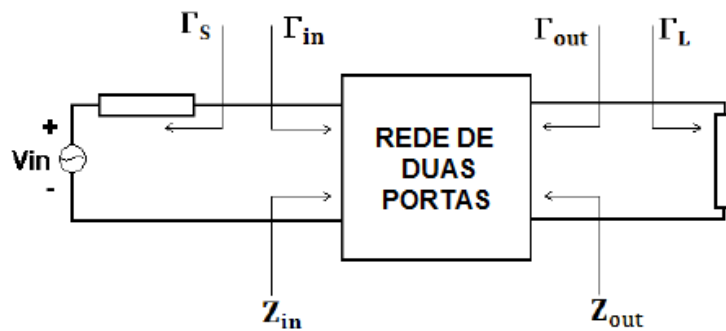 ΓS
Γin
Γout
ΓL
+
Vin
-
REDE DE
DUAS
PORTAS
Zin
Zout